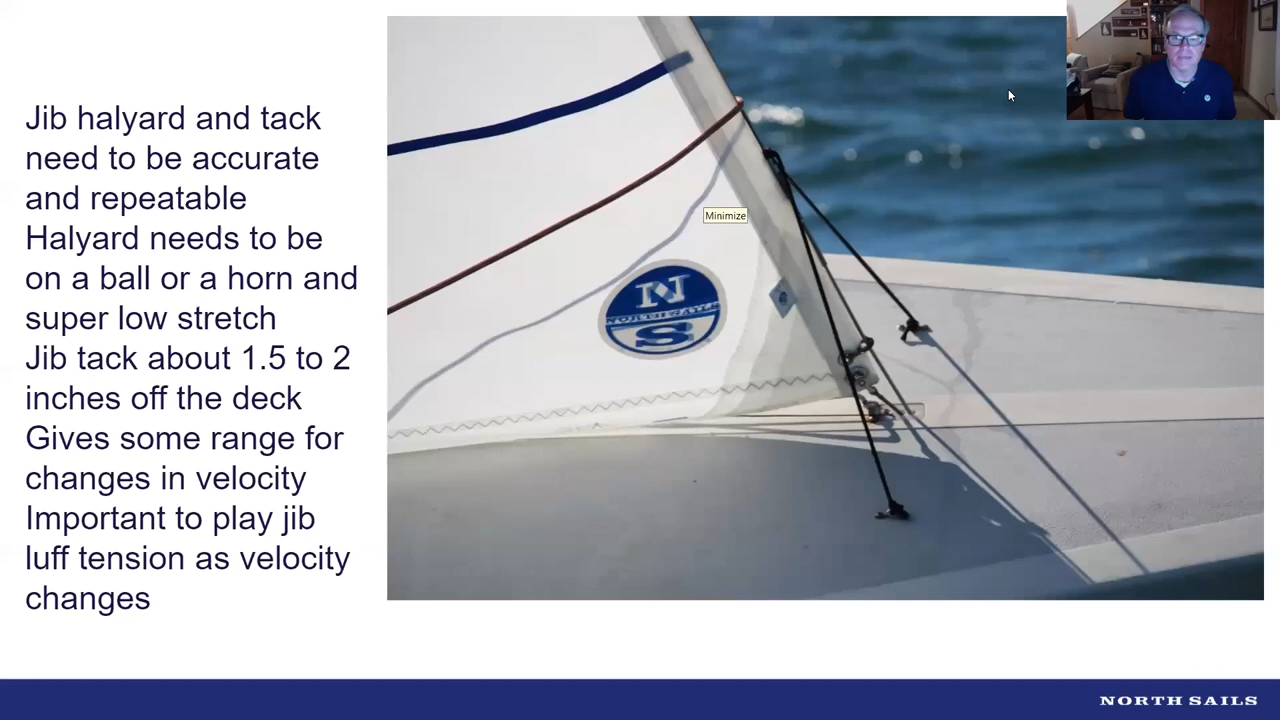 Jib halyard and tack
need to be accurate
and repeatable
Halyard needs to be
on a ball or a horn and
super low stretch
Jib tack about 1.5 to 2
inches off the deck
Gives some range for
changes in velocity
Important to play jib
luff tension as velocity
changes
Minimize
N
NORTH SAILS
S
NORTH SAILS